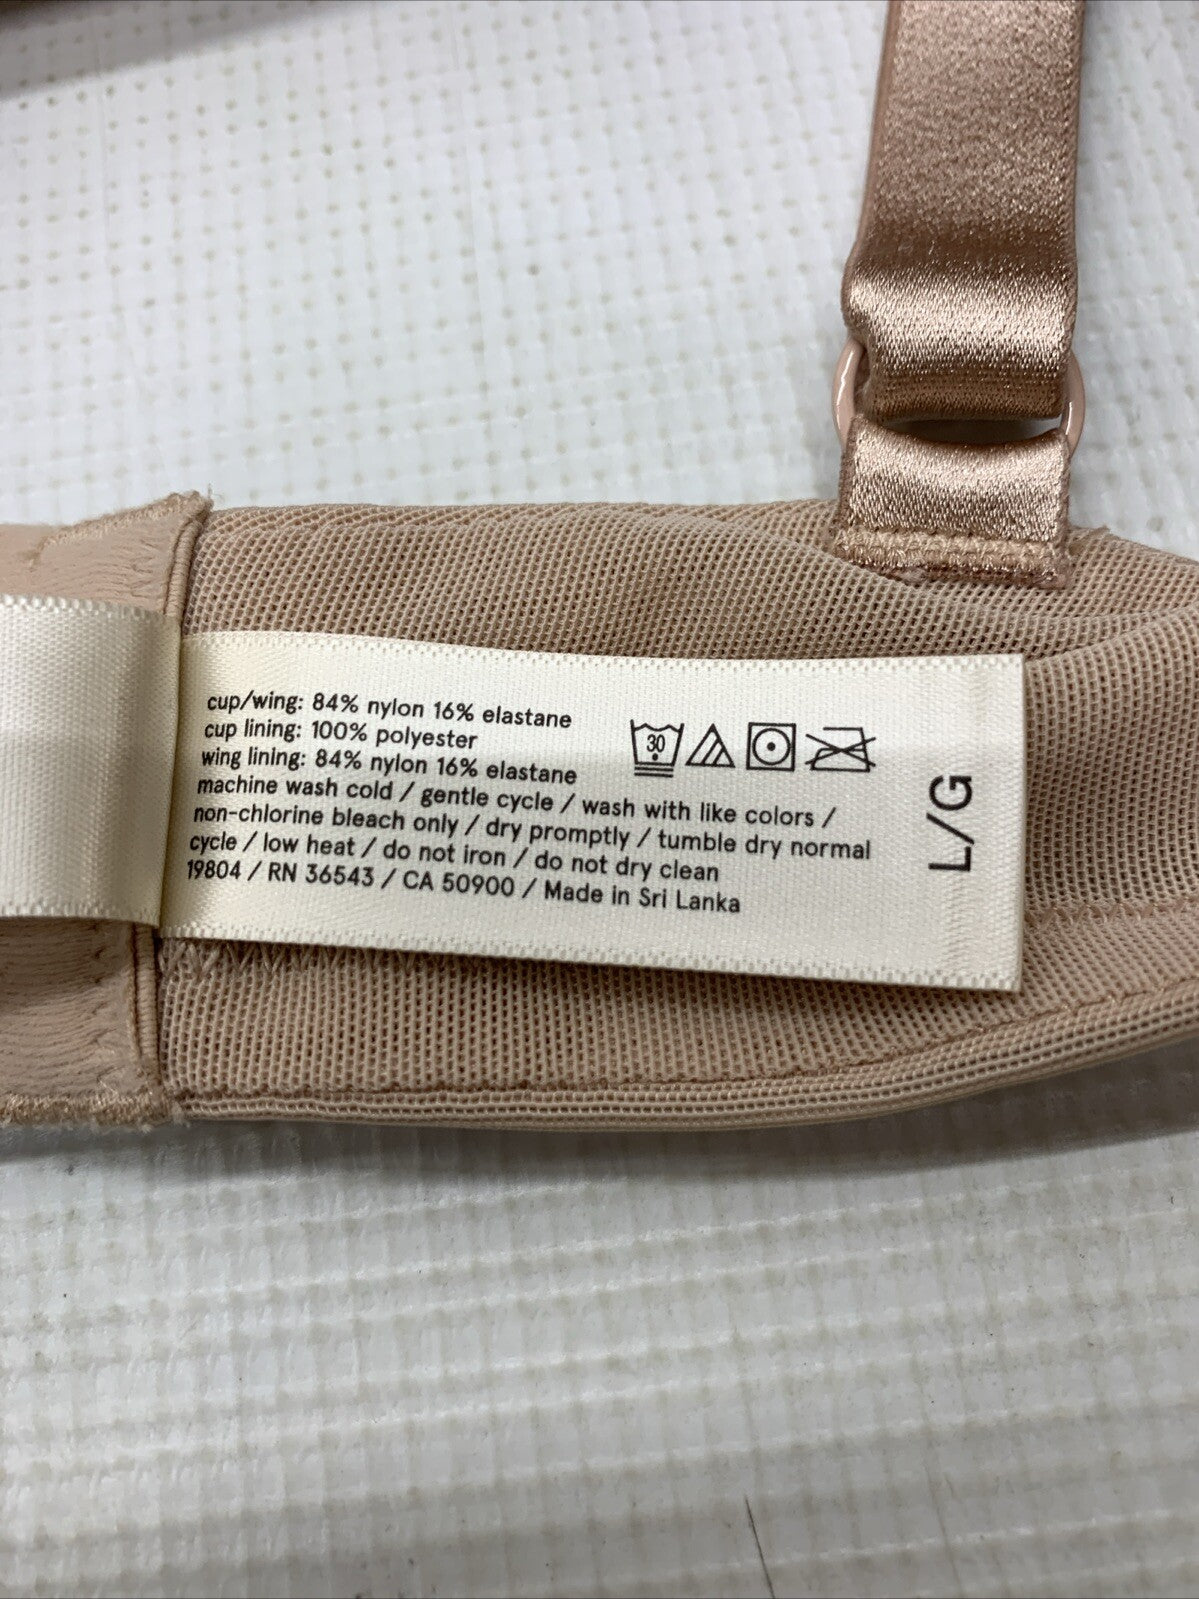 cup/wing: 84% nylon 16% elastane
cup lining: 100% polyester
wing lining: 84% nylon 16% elastane
30
machine wash cold / gentle cycle / wash with like colors /
non-chlorine bleach only / dry promptly / tumble dry normal
cycle / low heat / do not iron / do not dry clean
19804 / RN 36543 / CA 50900 / Made in Sri Lanka
L/G